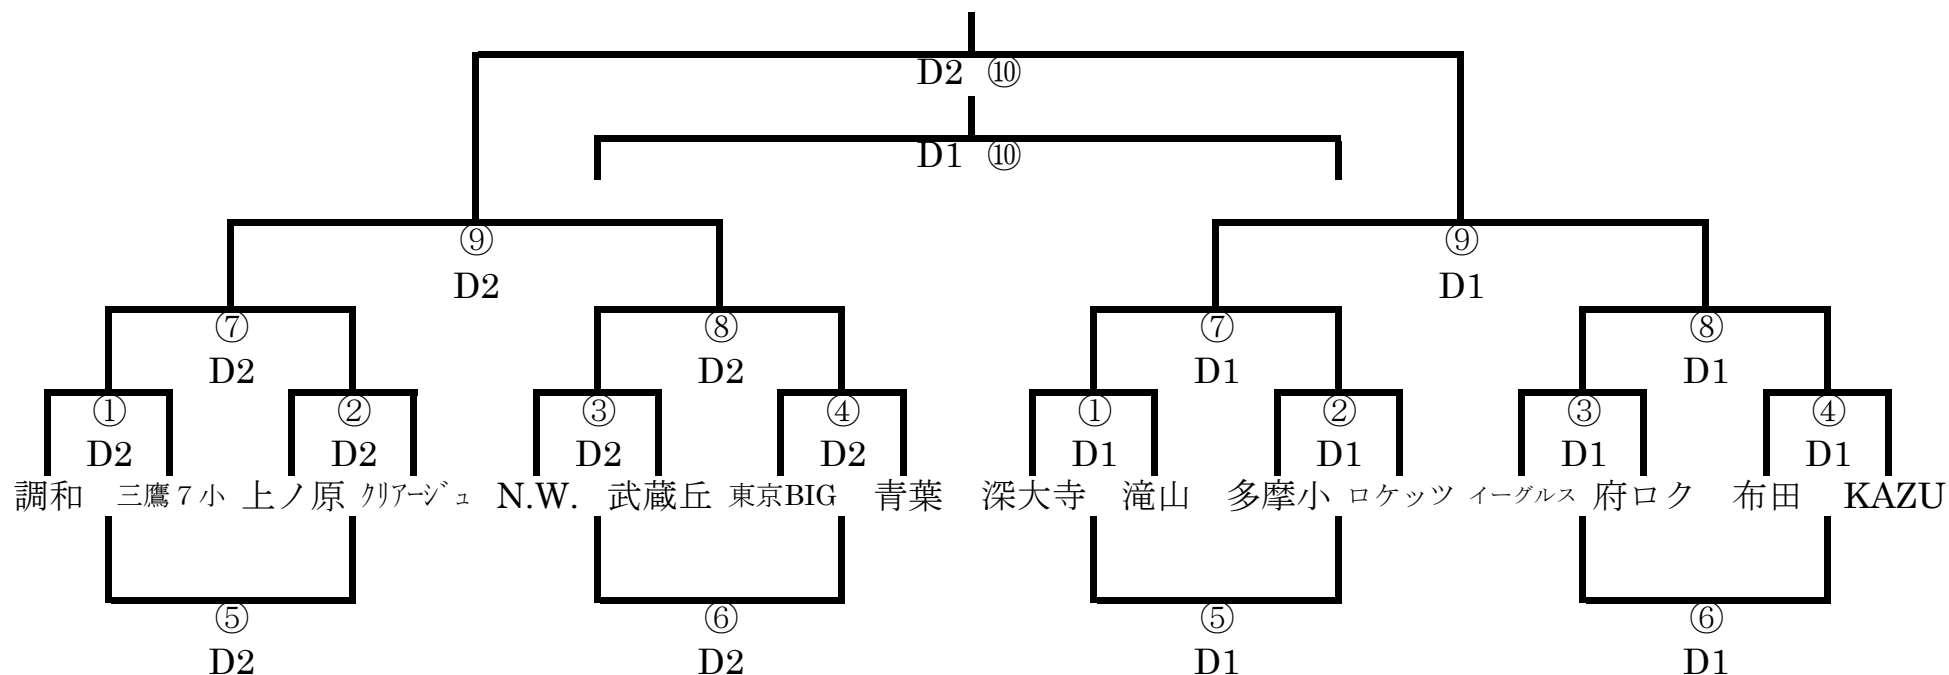 D2 ⑩
D1 ⑩
⑨ ⑨
D2 D1
⑦ ⑧ ⑦ ⑧
D2 D2 D1 D1
① ② ③ ④ ① ② ③ ④
D2 D2 D2 D2 D1 D1 D1 D1
調和 三鷹７小 上ノ原 ｸﾘｱｰｼﾞｭ N.W. 武蔵丘 東京BIG 青葉 深大寺 滝山 多摩小 ロケッツ イーグルス 府ロク 布田 KAZU
⑤ ⑥ ⑤ ⑥
D2 D2 D1 D1